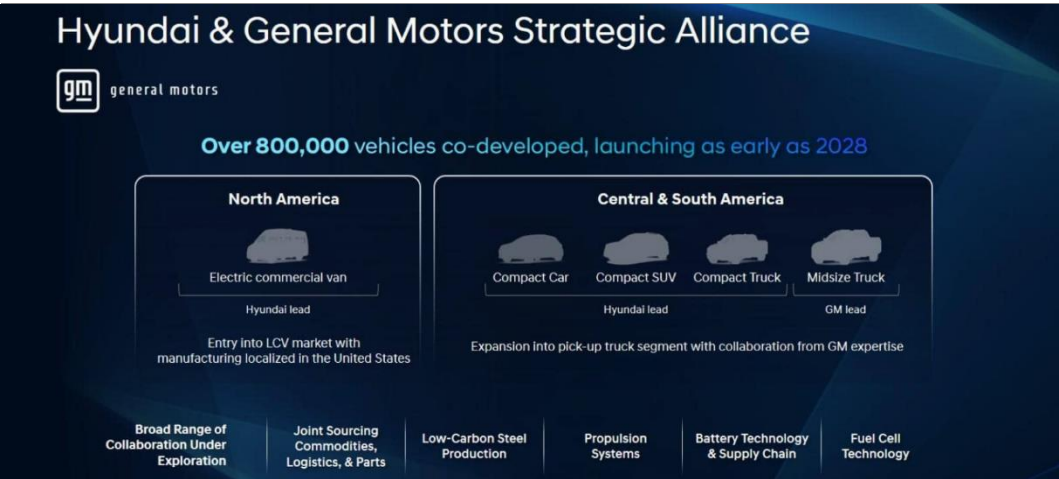 Hyundai & General Motors Strategic Alliance
gm general motors
Over 800,000 vehicles co-developed, launching as early as 2028
North America
Electric commercial van
Hyundai lead
Entry into LCV market with
manufacturing localized in the United States
Central & South America
Compact Car
Compact SUV
Compact Truck
Midsize Truck
Hyundai lead
GM lead
Expansion into pick-up truck segment with collaboration from GM expertise
Broad Range of
Collaboration Under
Exploration
Joint Sourcing
Commodities,
Logistics, & Parts
Low-Carbon Steel
Production
Propulsion
Systems
Battery Technology
& Supply Chain
Fuel Cell
Technology